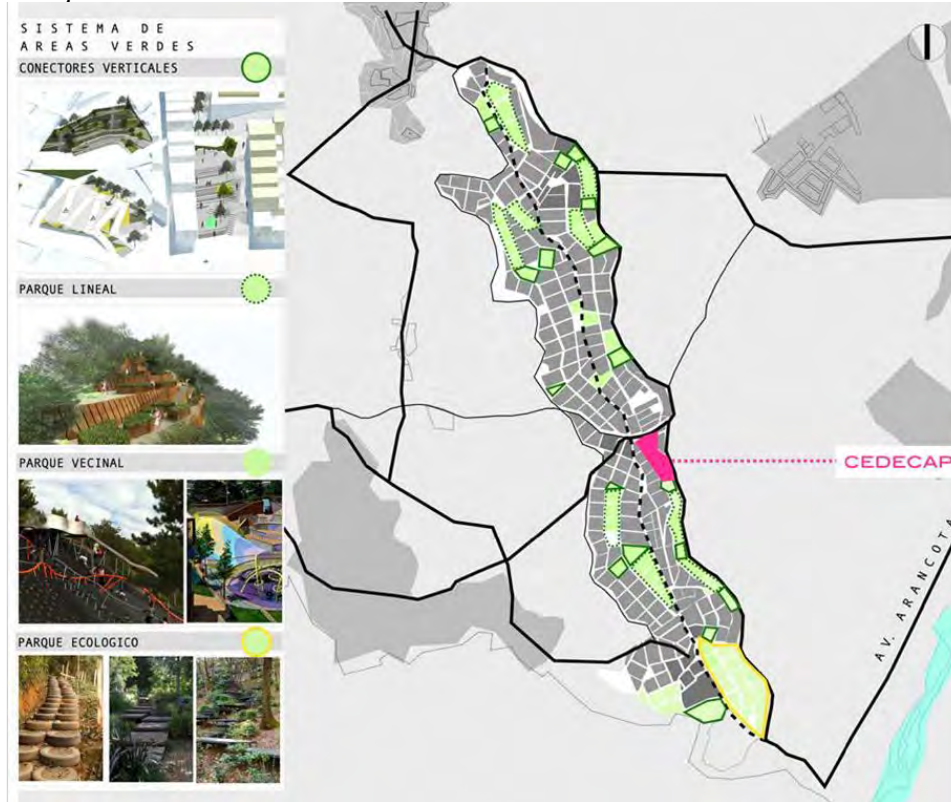 SISTEMA DE
AREAS VERDES
CONECTORES VERTICALES
PARQUE LINEAL
PARQUE VECINAL
PARQUE ECOLOGICO
CEDECAP
AV. ARANCOTA